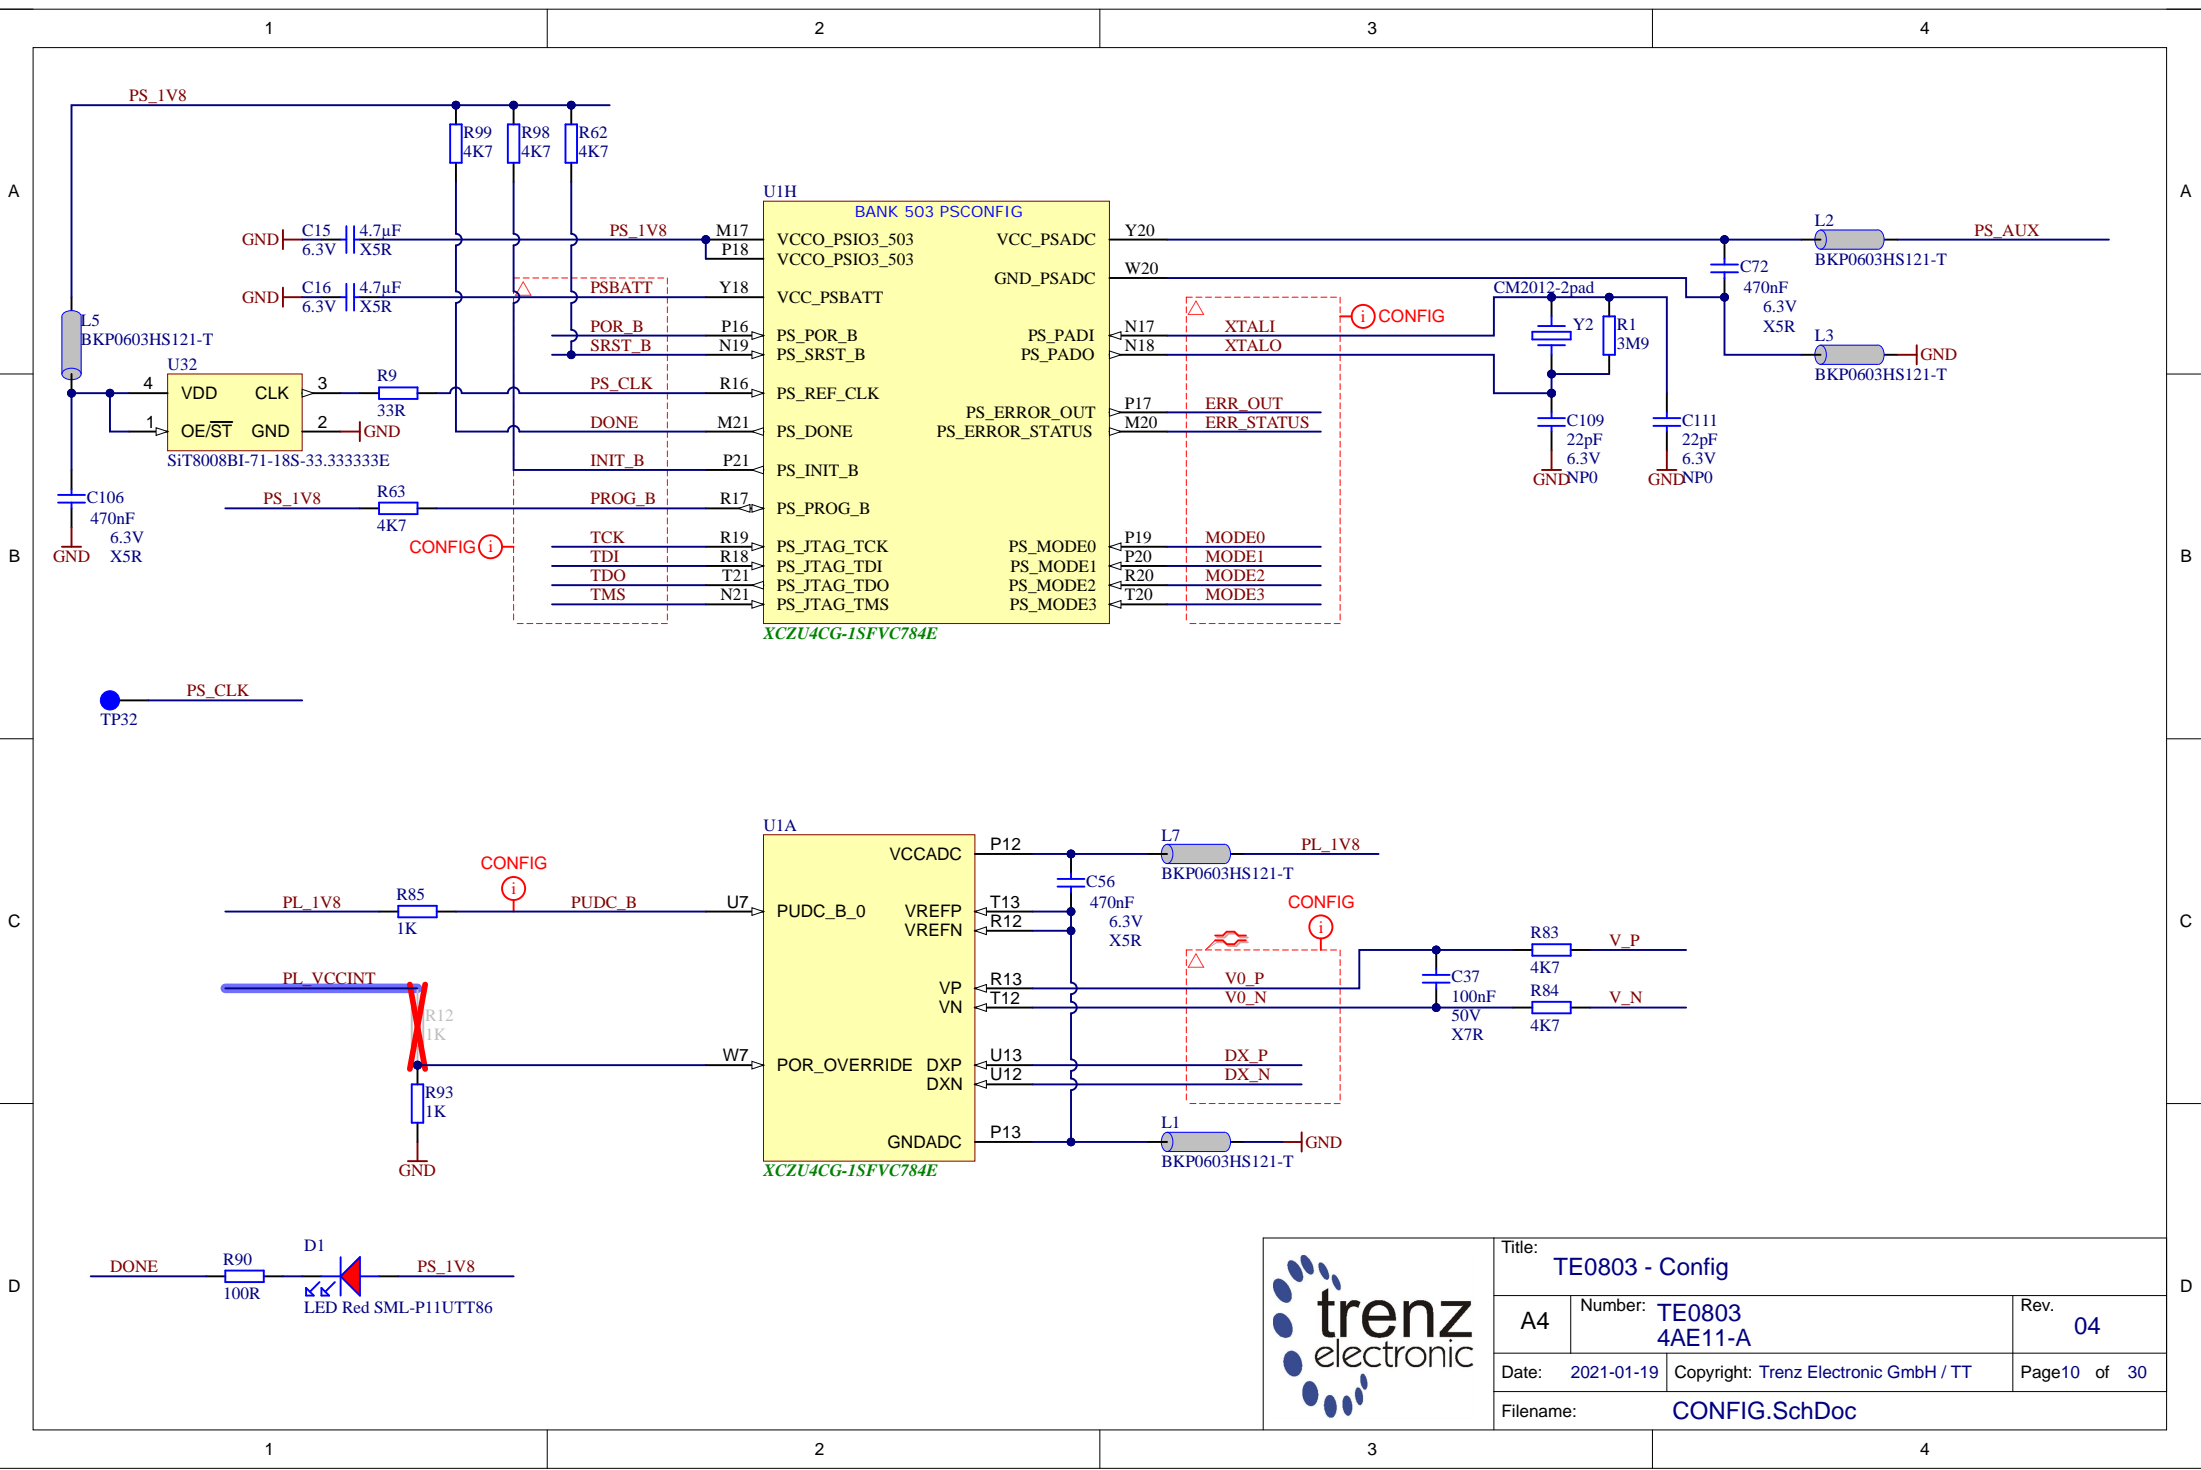 1
2
3
4
A
A
B
B
C
C
D
D
PS_1V8
R99
4K7
R98
4K7
R62
4K7
U1H
BANK 503 PSCONFIG
GND
C15
6.3V
4.7µF
X5R
PS_1V8
M17
P18
VCCO_PSIO3_503
VCCO_PSIO3_503
VCC_PSADC
Y20
L2
BKP0603HS121-T
PS_AUX
GND_PSADC
W20
C72
470nF
6.3V
X5R
GND
C16
6.3V
4.7µF
X5R
PSBATT
Y18
VCC_PSBATT
CM2012-2pad
CONFIG
L5
BKP0603HS121-T
POR_B
P16
PS_POR_B
SRST_B
N19
PS_SRST_B
PS_PADI
N17
XTALI
PS_PADO
N18
XTALO
Y2
R1
3M9
L3
BKP0603HS121-T
GND
U32
4
VDD
CLK
3
1
OE/ST
GND
2
GND
SiT8008BI-71-18S-33.333333E
R9
33R
PS_CLK
R16
PS_REF_CLK
DONE
M21
PS_DONE
PS_ERROR_OUT
P17
ERR_OUT
PS_ERROR_STATUS
M20
ERR_STATUS
C109
22pF
6.3V
NP0
GND
C111
22pF
6.3V
NP0
GND
INIT_B
P21
PS_INIT_B
C106
470nF
6.3V
X5R
GND
PS_1V8
R63
4K7
PROG_B
R17
PS_PROG_B
CONFIG
TCK
R19
PS_JTAG_TCK
TDI
R18
PS_JTAG_TDI
TDO
T21
PS_JTAG_TDO
TMS
N21
PS_JTAG_TMS
PS_MODE0
P19
MODE0
PS_MODE1
P20
MODE1
PS_MODE2
R20
MODE2
PS_MODE3
T20
MODE3
XCZU4CG-1SFVC784E
PS_CLK
TP32
U1A
VCCADC
P12
L7
BKP0603HS121-T
PL_1V8
C56
470nF
6.3V
X5R
CONFIG
PL_1V8
R85
1K
PUDC_B
U7
PUDC_B_0
VREFP
T13
VREFN
R12
CONFIG
PL_VCCINT
R12
1K
VP
R13
V0_P
VN
T12
V0_N
C37
100nF
50V
X7R
R83
4K7
V_P
R84
4K7
V_N
W7
POR_OVERRIDE
DXP
U13
DX_P
DXN
U12
DX_N
R93
1K
GND
GNDADC
P13
L1
BKP0603HS121-T
GND
XCZU4CG-1SFVC784E
DONE
R90
100R
D1
LED Red SML-P11UTT86
PS_1V8
trenz
electronic
Title:
TE0803 - Config
A4
Number:
TE0803
4AE11-A
Rev.
04
Date: 2021-01-19
Copyright: Trenz Electronic GmbH / TT
Page10 of 30
Filename:
CONFIG.SchDoc
1
2
3
4